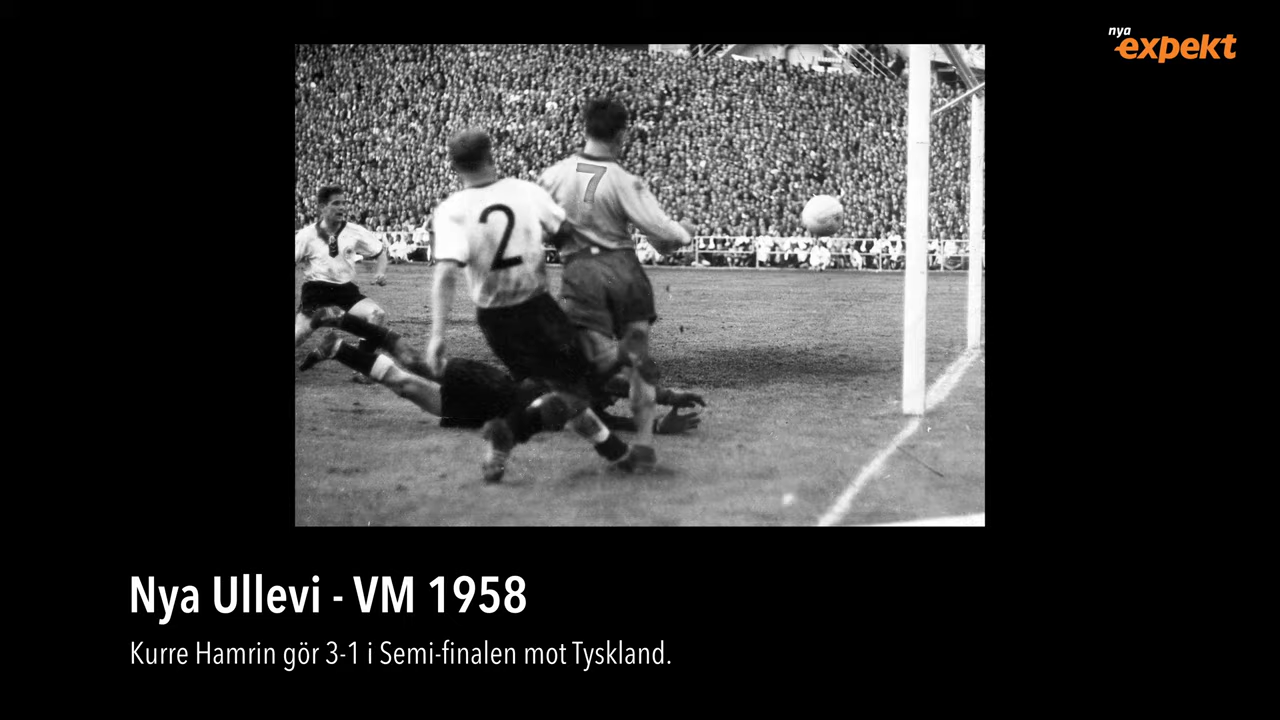 nya
expekt
7
2
Nya Ullevi - VM 1958
Kurre Hamrin gör 3-1 i Semi-finalen mot Tyskland.